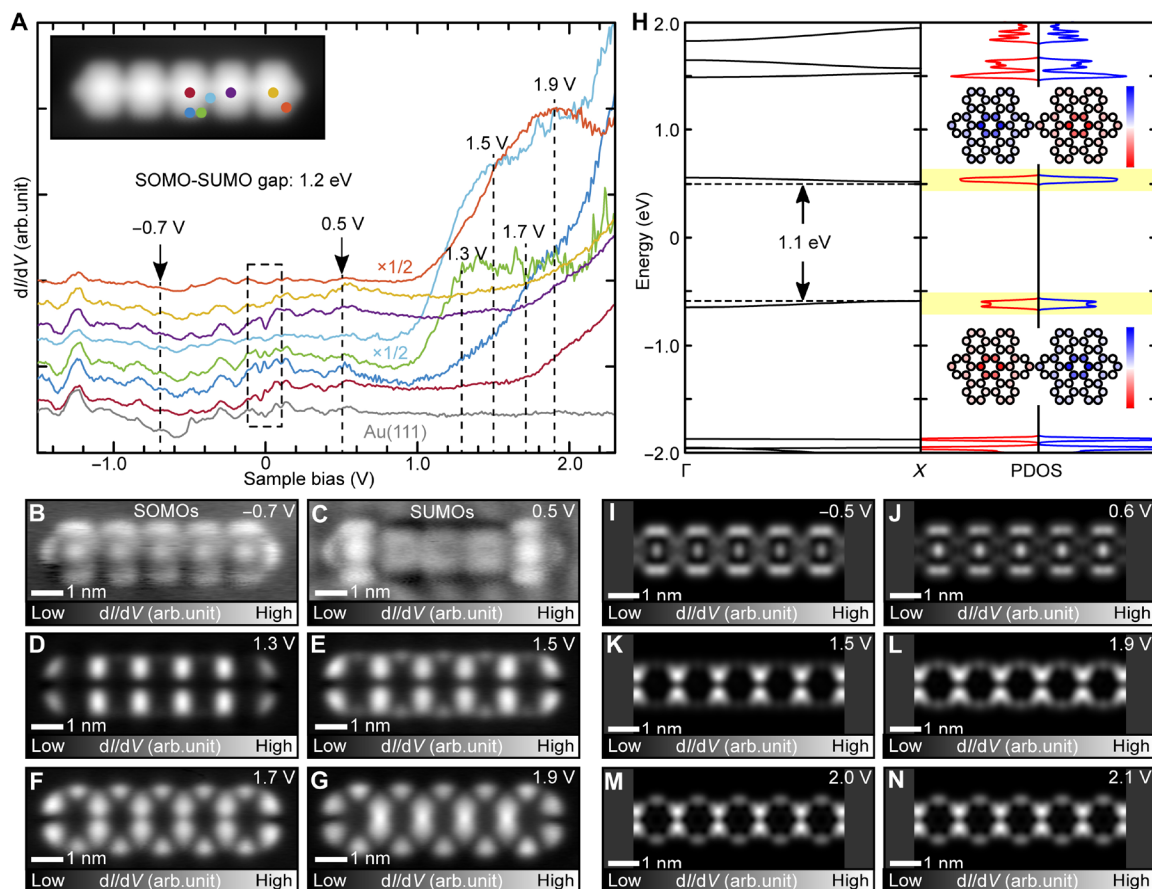 A
dI/dV (arb.unit)
SOMO-SUMO gap: 1.2 eV
−0.7 V
0.5 V
1.5 V
1.9 V
1.3 V
1.7 V
×1/2
×1/2
Au(111)
−1.0
0
1.0
2.0
Sample bias (V)
H
Energy (eV)
2.0
1.0
0
−1.0
−2.0
1.1 eV
Γ
X
PDOS
B SOMOs −0.7 V
1 nm
Low dI/dV (arb.unit) High
C SUMOs 0.5 V
1 nm
Low dI/dV (arb.unit) High
I −0.5 V
1 nm
Low dI/dV (arb.unit) High
J 0.6 V
1 nm
Low dI/dV (arb.unit) High
D 1.3 V
1 nm
Low dI/dV (arb.unit) High
E 1.5 V
1 nm
Low dI/dV (arb.unit) High
K 1.5 V
1 nm
Low dI/dV (arb.unit) High
L 1.9 V
1 nm
Low dI/dV (arb.unit) High
F 1.7 V
1 nm
Low dI/dV (arb.unit) High
G 1.9 V
1 nm
Low dI/dV (arb.unit) High
M 2.0 V
1 nm
Low dI/dV (arb.unit) High
N 2.1 V
1 nm
Low dI/dV (arb.unit) High